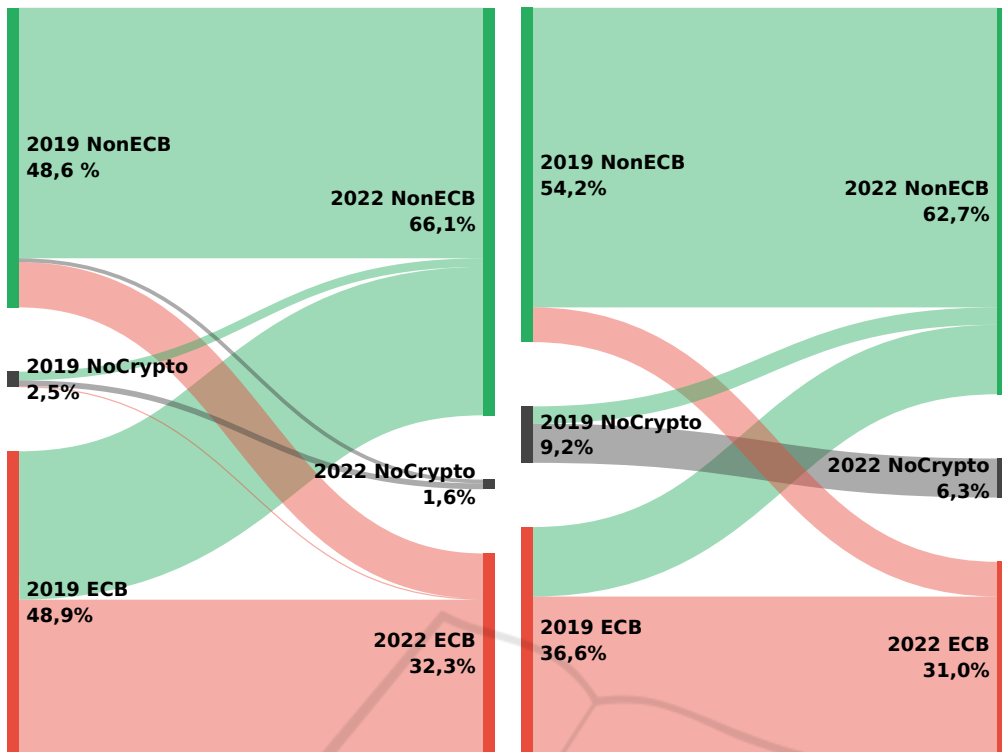 2019 NonECB
48,6 %
2022 NonECB
66,1%
2019 NoCrypto
2,5%
2022 NoCrypto
1,6%
2019 ECB
48,9%
2022 ECB
32,3%
2019 NonECB
54,2%
2022 NonECB
62,7%
2019 NoCrypto
9,2%
2022 NoCrypto
6,3%
2019 ECB
36,6%
2022 ECB
31,0%